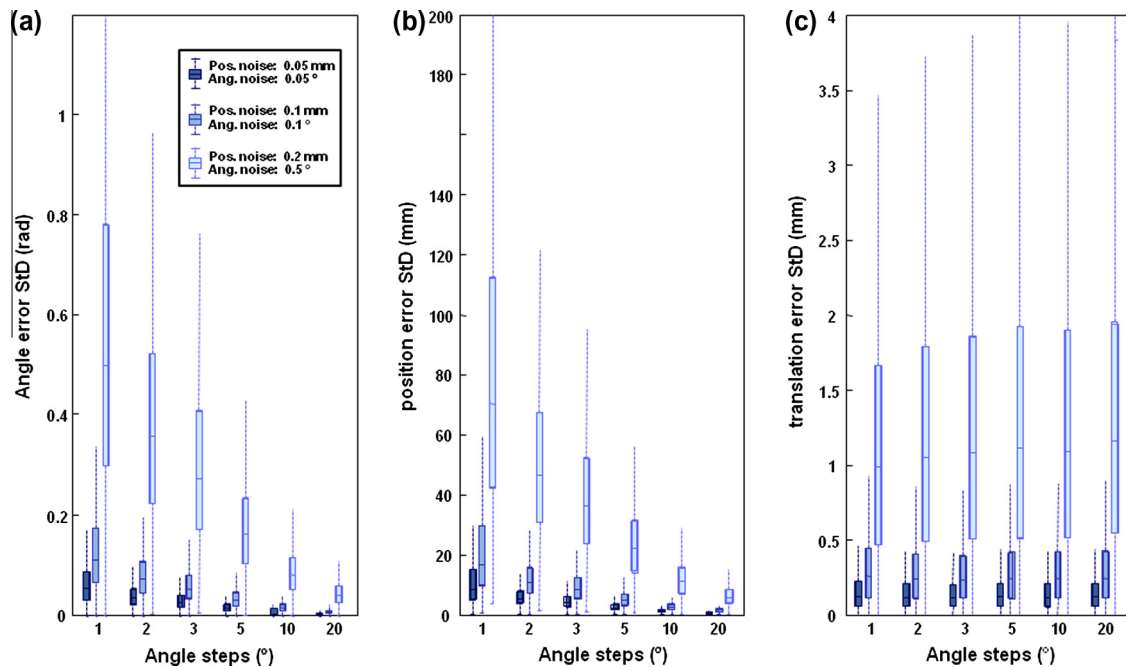 (a)
Angle error StD (rad)
1
0.8
0.6
0.4
0.2
0
Pos. noise: 0.05 mm
Ang. noise: 0.05 °
Pos. noise: 0.1 mm
Ang. noise: 0.1 °
Pos. noise: 0.2 mm
Ang. noise: 0.5 °
1 2 3 5 10 20
Angle steps (°)
(b)
position error StD (mm)
200
160
140
120
100
80
60
40
20
0
1 2 3 5 10 20
Angle steps (°)
(c)
translation error StD (mm)
4
3.5
3
2.5
2
1.5
1
0.5
0
1 2 3 5 10 20
Angle steps (°)